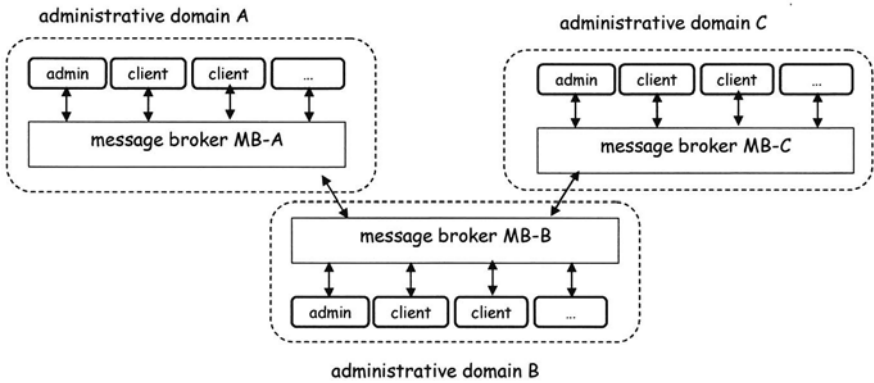 administrative domain A
administrative domain C
admin client client ...
admin client client ...
message broker MB-A
message broker MB-C
message broker MB-B
admin client client ...
administrative domain B